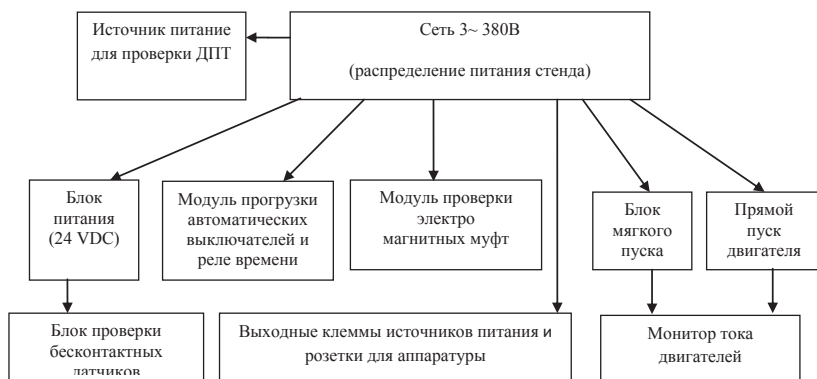 Источник питание
для проверки ДПТ
Сеть 3~ 380В
(распределение питания стенда)
Блок
питания
(24 VDC)
Модуль прогрузки
автоматических
выключателей и
реле времени
Модуль проверки
электро
магнитных муфт
Блок
мягкого
пуска
Прямой
пуск
двигателя
Блок проверки
бесконтактных
датчиков
Выходные клеммы источников питания и
розетки для аппаратуры
Монитор тока
двигателей